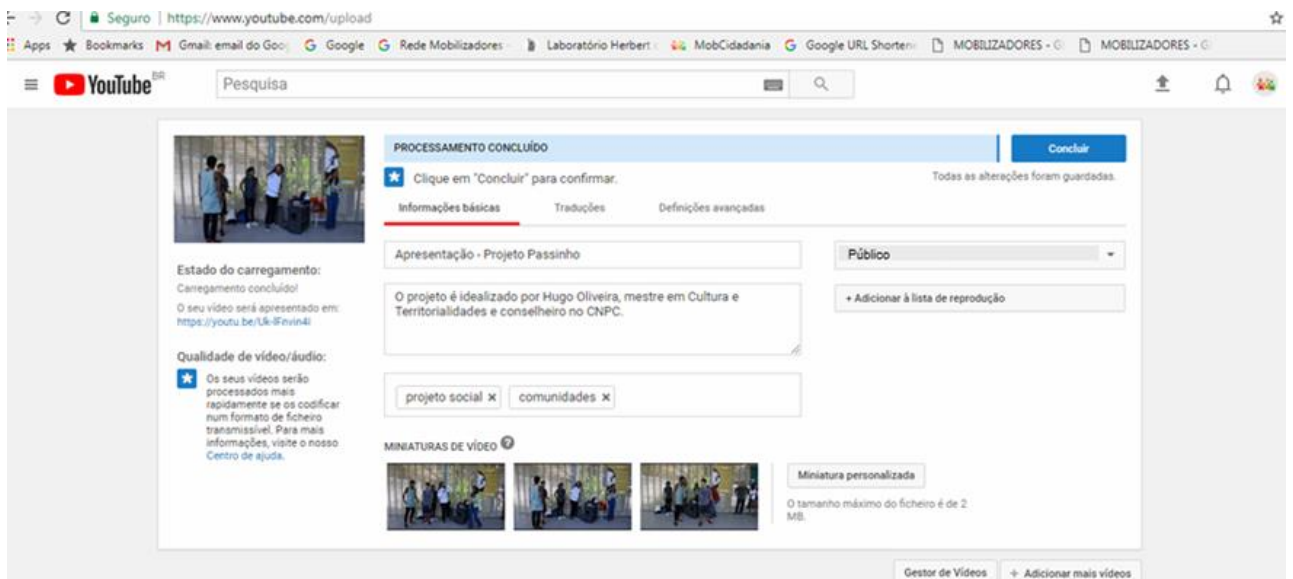 Seguro | https://www.youtube.com/upload
Apps Bookmarks Gmail: email do Goo Google Rede Mobilizadores - Laboratório Herbert MobCidadania Google URL Shorten MOBILIZADORES - G MOBILIZADORES - G
YouTube BR Pesquisa
PROCESSAMENTO CONCLUÍDO Concluir
Clique em "Concluir" para confirmar. Todas as alterações foram guardadas.
Informações básicas Traduções Definições avançadas
Apresentação - Projeto Passinho Público
Estado do carregamento:
Carregamento concluído!
O seu vídeo será apresentado em:
https://youtu.be/Uk-lFnvin4I
O projeto é idealizado por Hugo Oliveira, mestre em Cultura e
Territorialidades e conselheiro no CNPC.
+ Adicionar à lista de reprodução
Qualidade de vídeo/áudio:
Os seus vídeos serão
processados mais
rapidamente se os codificar
num formato de ficheiro
transmissível. Para mais
informações, visite o nosso
Centro de ajuda.
projeto social x comunidades x
MINIATURAS DE VÍDEO ?
Miniatura personalizada
O tamanho máximo do ficheiro é de 2
MB.
Gestor de Vídeos + Adicionar mais vídeos